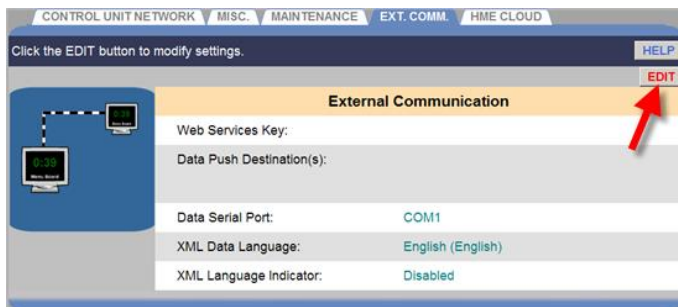 CONTROL UNIT NETWORK MISC. MAINTENANCE EXT. COMM. HME CLOUD
Click the EDIT button to modify settings. HELP
EDIT
External Communication
Web Services Key:
Data Push Destination(s):
0:39
0:39
Menu Board
Data Serial Port: COM1
XML Data Language: English (English)
XML Language Indicator: Disabled